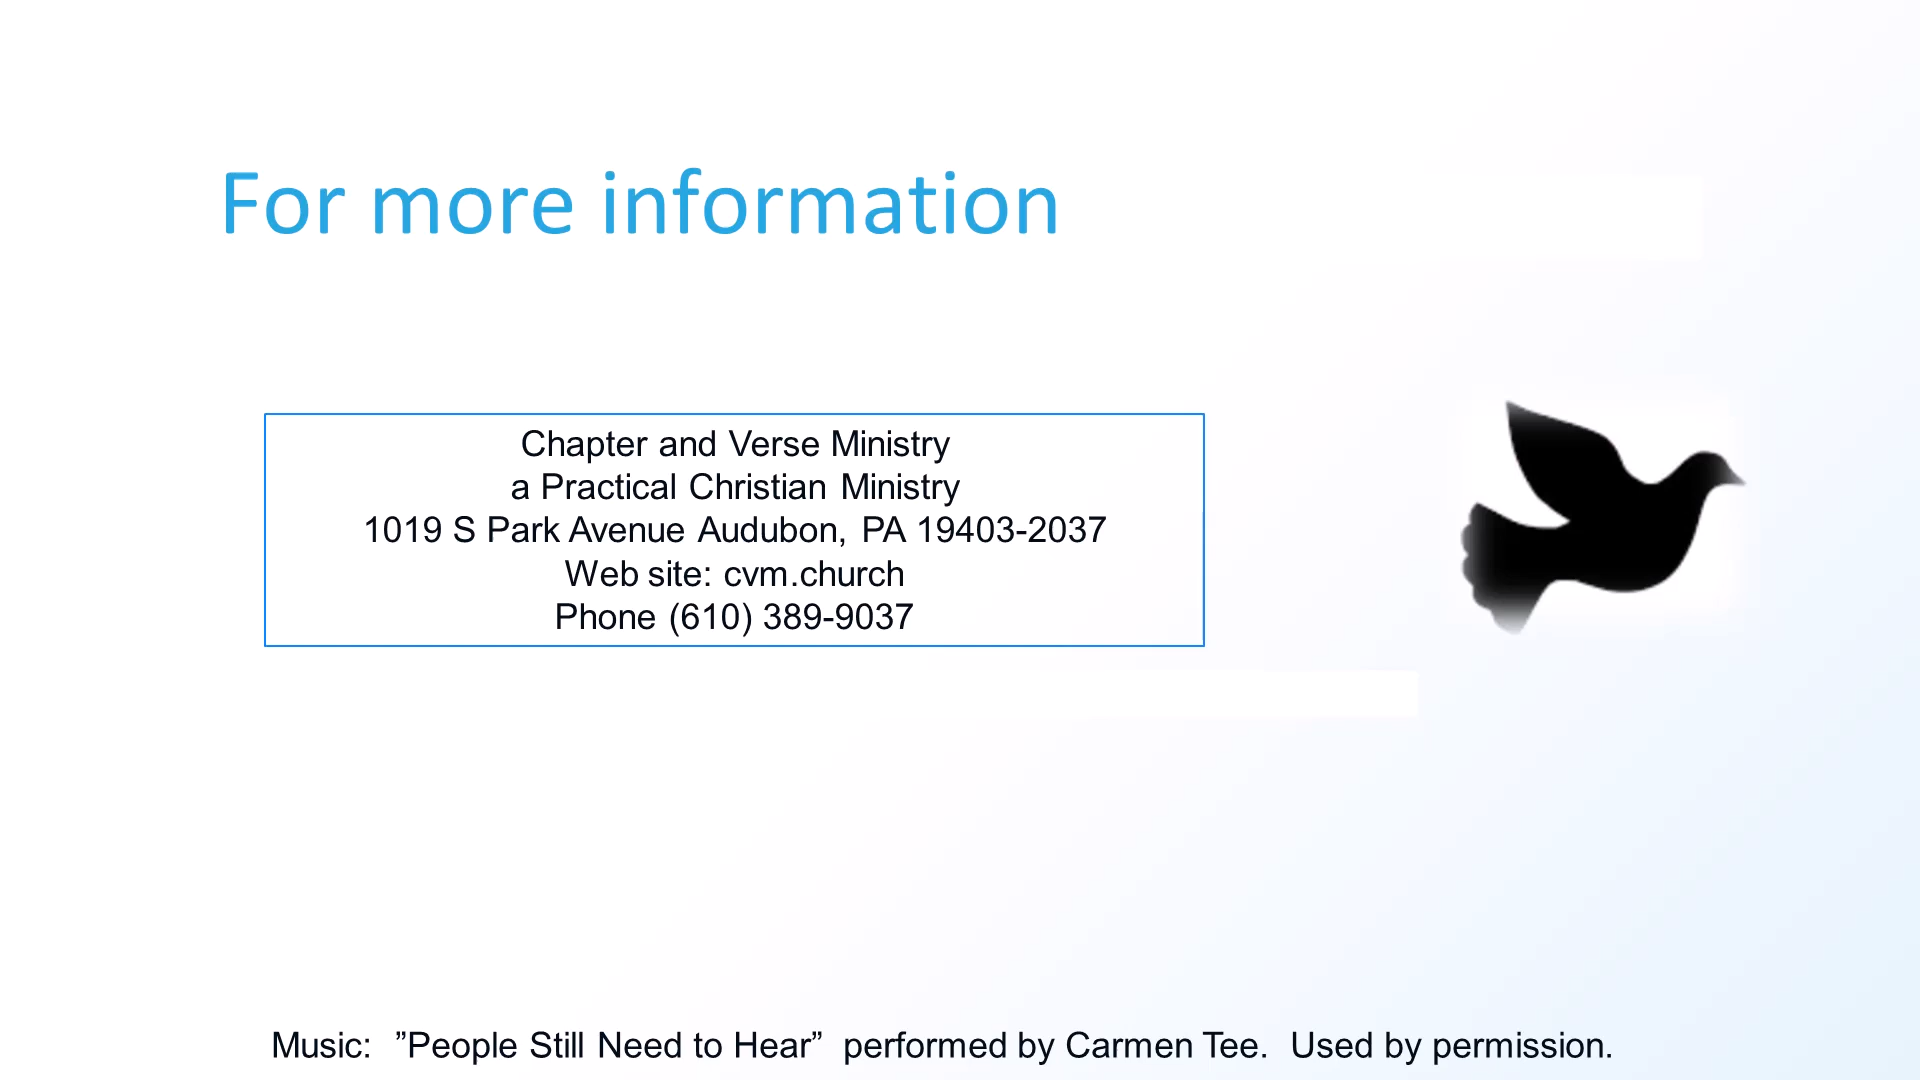 For more information
Chapter and Verse Ministry
a Practical Christian Ministry
1019 S Park Avenue Audubon, PA 19403-2037
Web site: cvm.church
Phone (610) 389-9037
Music:  ”People Still Need to Hear”  performed by Carmen Tee.  Used by permission.